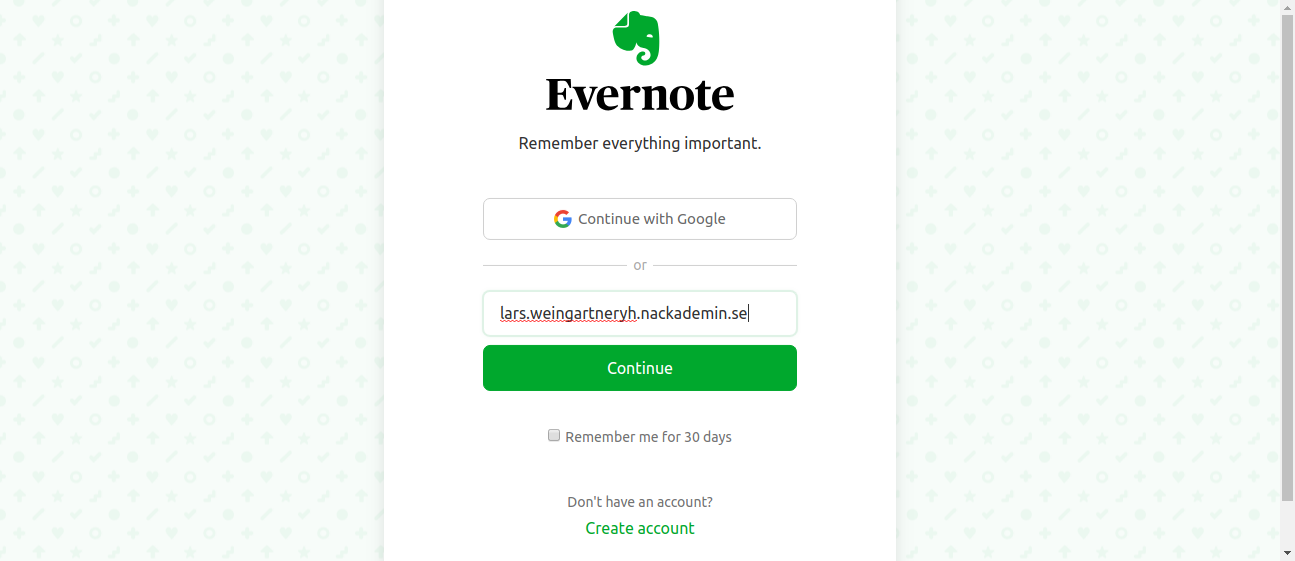 Evernote
Remember everything important.
Continue with Google
or
lars.weingartneryh.nackademin.se
Continue
Remember me for 30 days
Don't have an account?
Create account